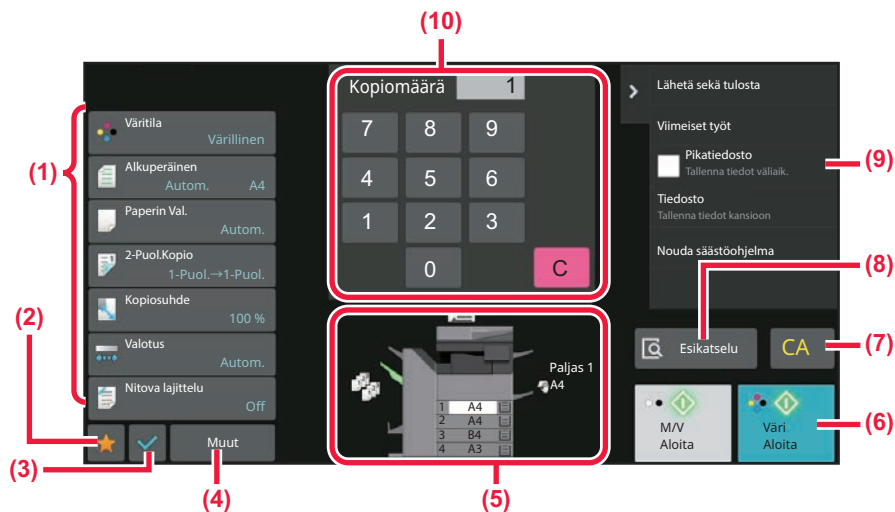 (10)
Kopiomäärä 1
7 8 9
4 5 6
1 2 3
0 C
(1)
Väritila
Värillinen
Alkuperäinen
Autom. A4
Paperin Val.
Autom.
2-Puol.Kopio
1-Puol.→1-Puol.
Kopiosuhde
100 %
Valotus
Autom.
Nitova lajittelu
Off
(2)
(3)
Muut
(4)
Paljas 1
A4
1 A4
2 A4
3 B4
4 A3
(5)
Lähetä sekä tulosta
Viimeiset työt
Pikatiedosto
Tallenna tiedot väliaik.
(9)
Tiedosto
Tallenna tiedot kansioon
Nouda säästöohjelma
(8)
Esikatselu
CA
(7)
M/V
Aloita
Väri
Aloita
(6)